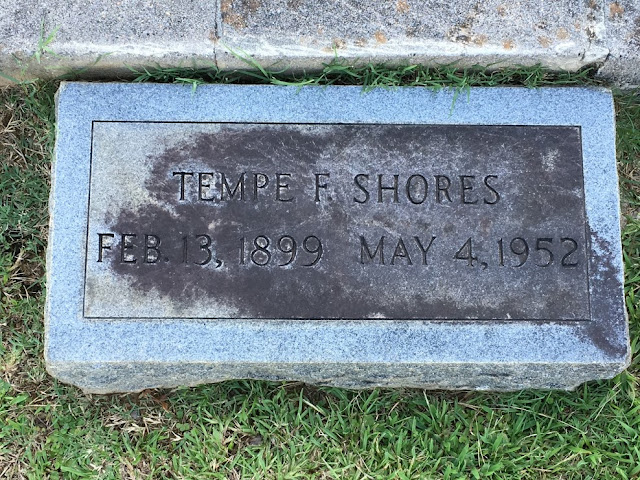 TEMPE F. SHORES
FEB. 13, 1899 MAY 4, 1952